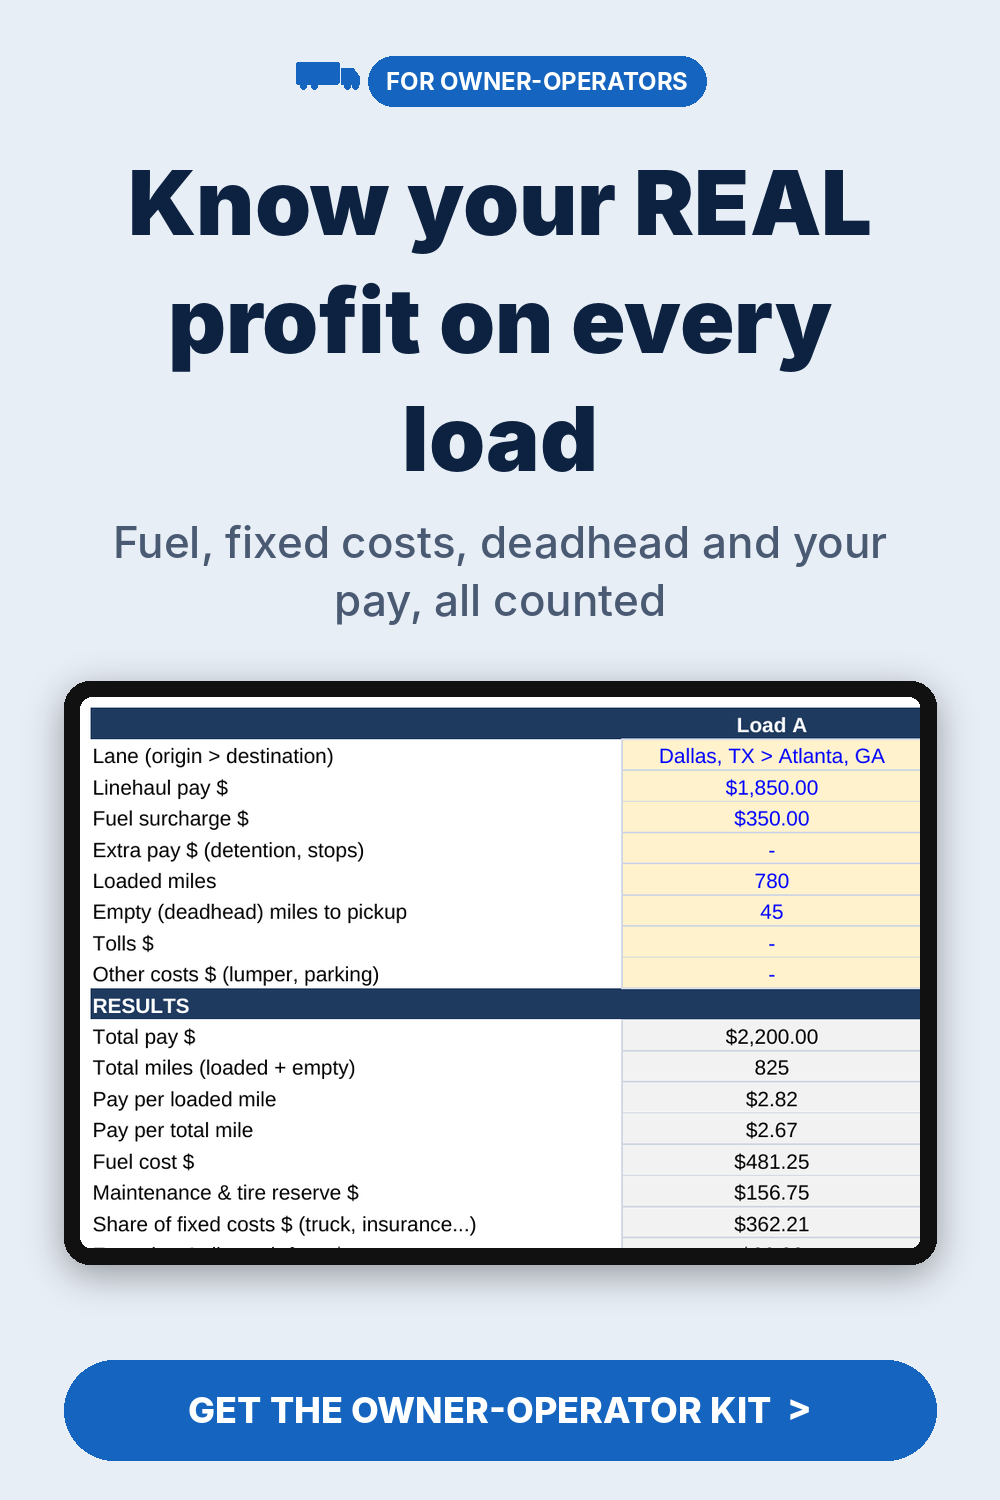 FOR OWNER-OPERATORS
Know your REAL
profit on every
load
Fuel, fixed costs, deadhead and your
pay, all counted
Load A
Lane (origin > destination) Dallas, TX > Atlanta, GA
Linehaul pay $ $1,850.00
Fuel surcharge $ $350.00
Extra pay $ (detention, stops) -
Loaded miles 780
Empty (deadhead) miles to pickup 45
Tolls $ -
Other costs $ (lumper, parking) -
RESULTS
Total pay $ $2,200.00
Total miles (loaded + empty) 825
Pay per loaded mile $2.82
Pay per total mile $2.67
Fuel cost $ $481.25
Maintenance & tire reserve $ $156.75
Share of fixed costs $ (truck, insurance...) $362.21
GET THE OWNER-OPERATOR KIT >